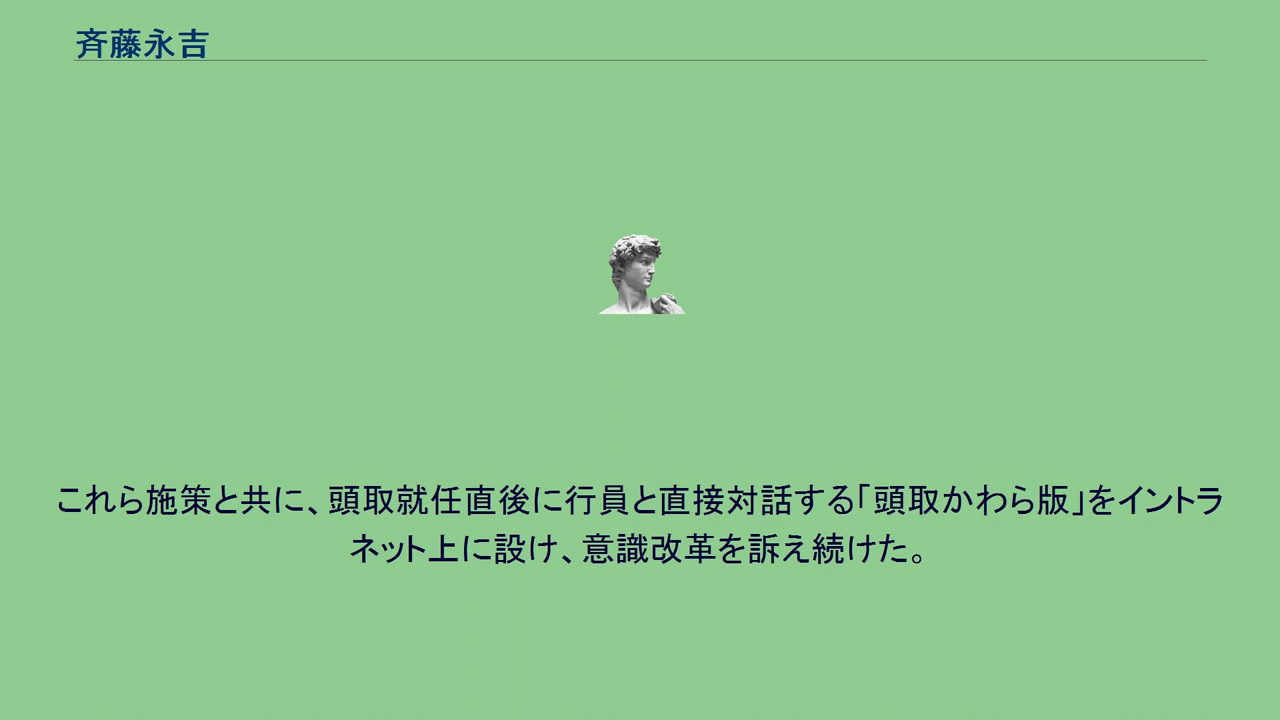 斉藤永吉
これら施策と共に、頭取就任直後に行員と直接対話する「頭取かわら版」をイントラ
ネット上に設け、意識改革を訴え続けた。